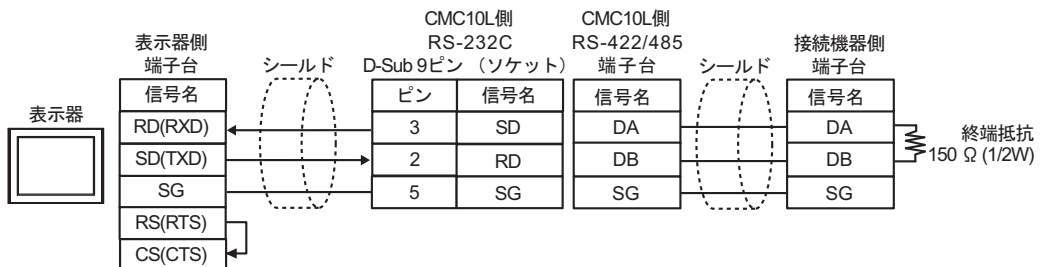 CMC10L側 CMC10L側
表示器側 RS-232C RS-422/485 接続機器側
端子台 シールド D-Sub 9ピン （ソケット） 端子台 シールド 端子台
信号名 ピン 信号名 信号名 信号名
表示器
RD(RXD) 3 SD DA DA
終端抵抗
SD(TXD) 2 RD DB DB 150 Ω (1/2W)
SG 5 SG SG SG
RS(RTS)
CS(CTS)